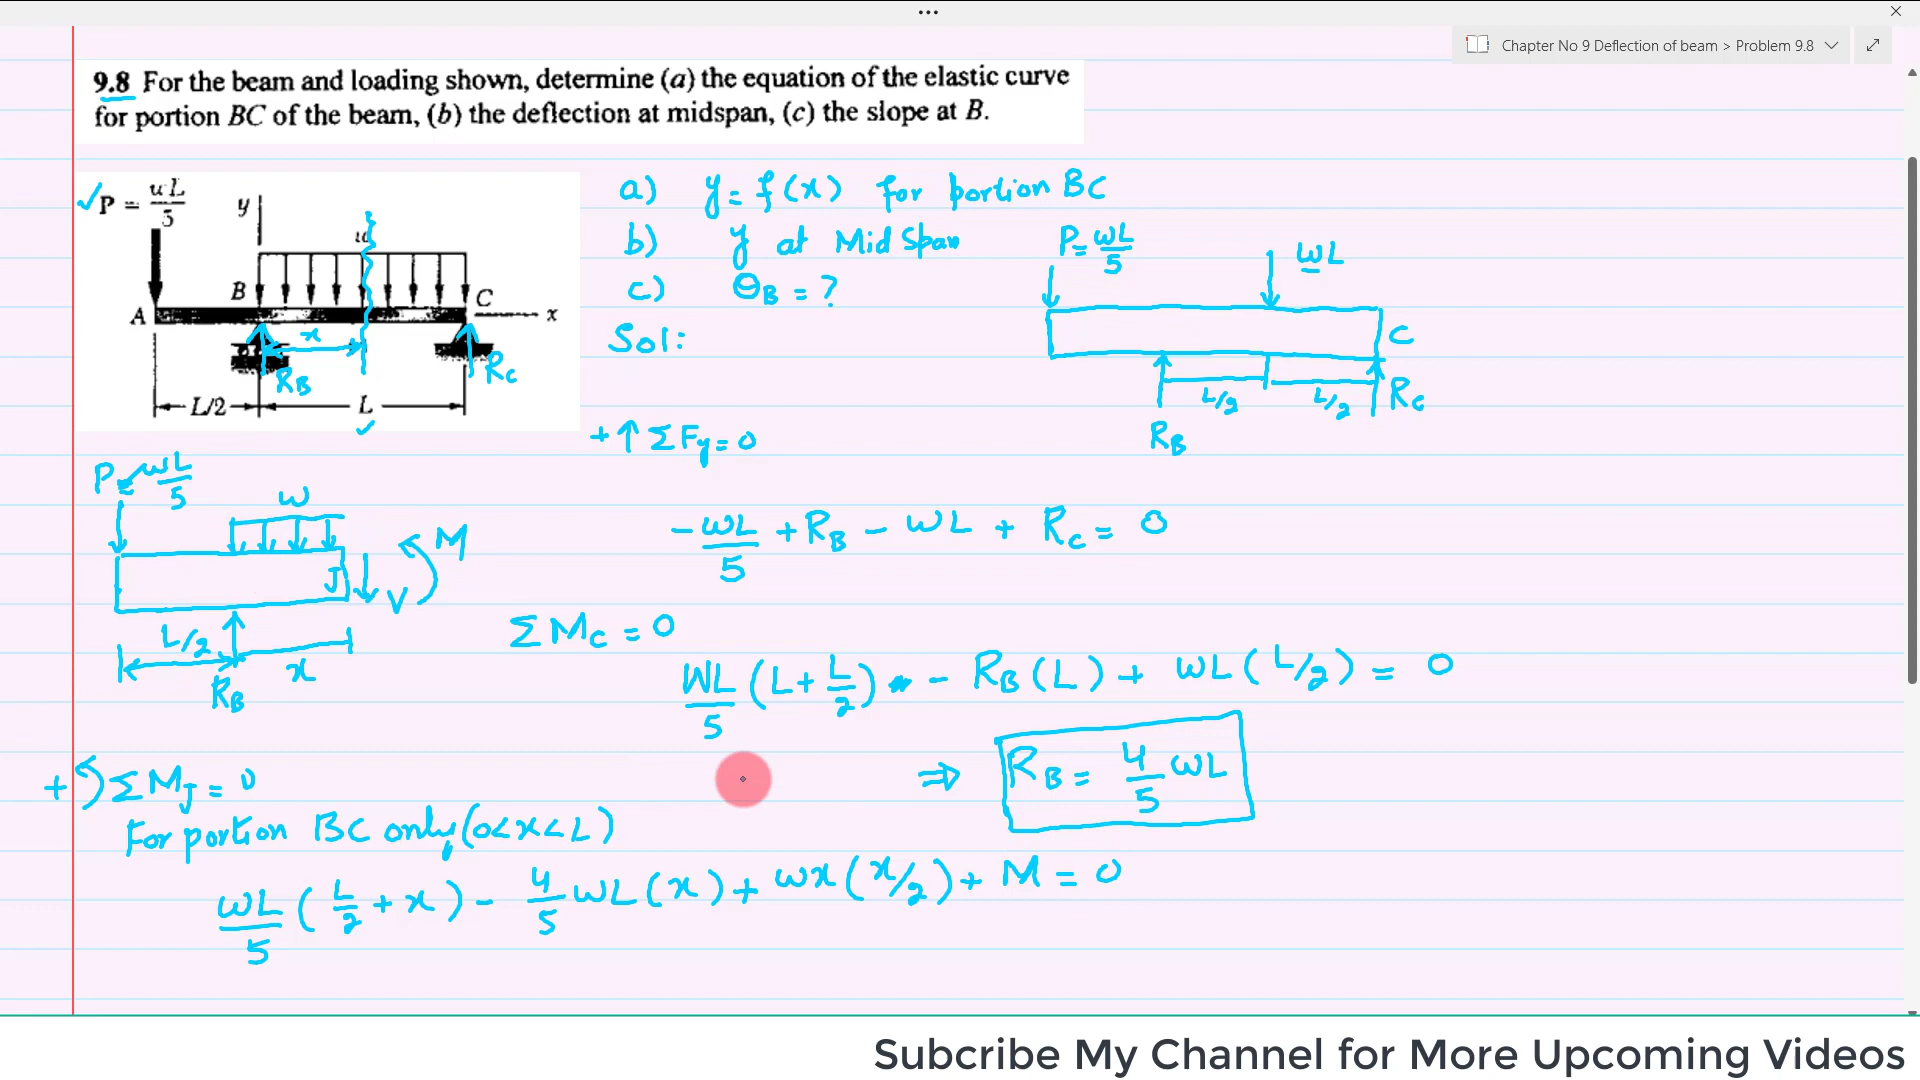 Chapter No 9 Deflection of beam > Problem 9.8
9.8 For the beam and loading shown, determine (a) the equation of the elastic curve
for portion BC of the beam, (b) the deflection at midspan, (c) the slope at B.
P = wL/5
y
w
B
C
A
x
x
RB
RC
L/2
L
a) y = f(x) for portion BC
b) y at Mid Span
c) θB = ?
Sol:
P = wL/5
wL
C
L/2
L/2
RC
RB
+↑ ΣFy = 0
-wL/5 + RB - wL + RC = 0
P = wL/5
w
M
J
V
L/2
x
RB
ΣMC = 0
WL/5 (L + L/2) - RB(L) + wL(L/2) = 0
⇒ RB = 4/5 wL
+ ΣMJ = 0
For portion BC only (0<x<L)
wL/5 (L/2 + x) - 4/5 wL(x) + wx(x/2) + M = 0
Subcribe My Channel for More Upcoming Videos